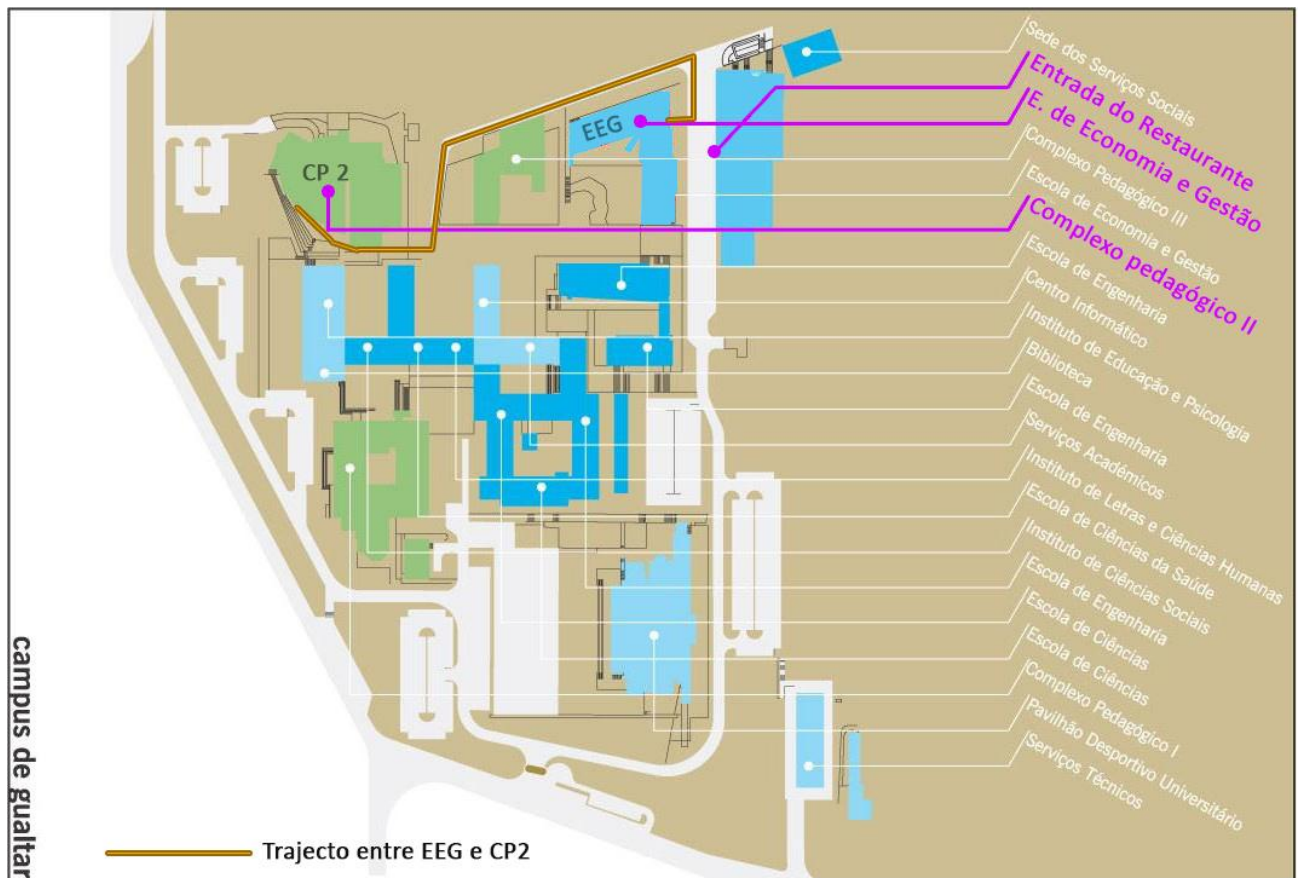 Sede dos Serviços Sociais
Entrada do Restaurante
E. de Economia e Gestão
Complexo Pedagógico III
Escola de Economia e Gestão
Complexo pedagógico II
Escola de Engenharia
Centro Informático
Instituto de Educação e Psicologia
Biblioteca
Escola de Engenharia
Serviços Académicos
Instituto de Letras e Ciências Humanas
Escola de Ciências da Saúde
Instituto de Ciências Sociais
Escola de Engenharia
Escola de Ciências
Escola de Ciências
Complexo Pedagógico I
Pavilhão Desportivo Universitário
Serviços Técnicos
EEG
CP 2
campus de gualtar
Trajecto entre EEG e CP2